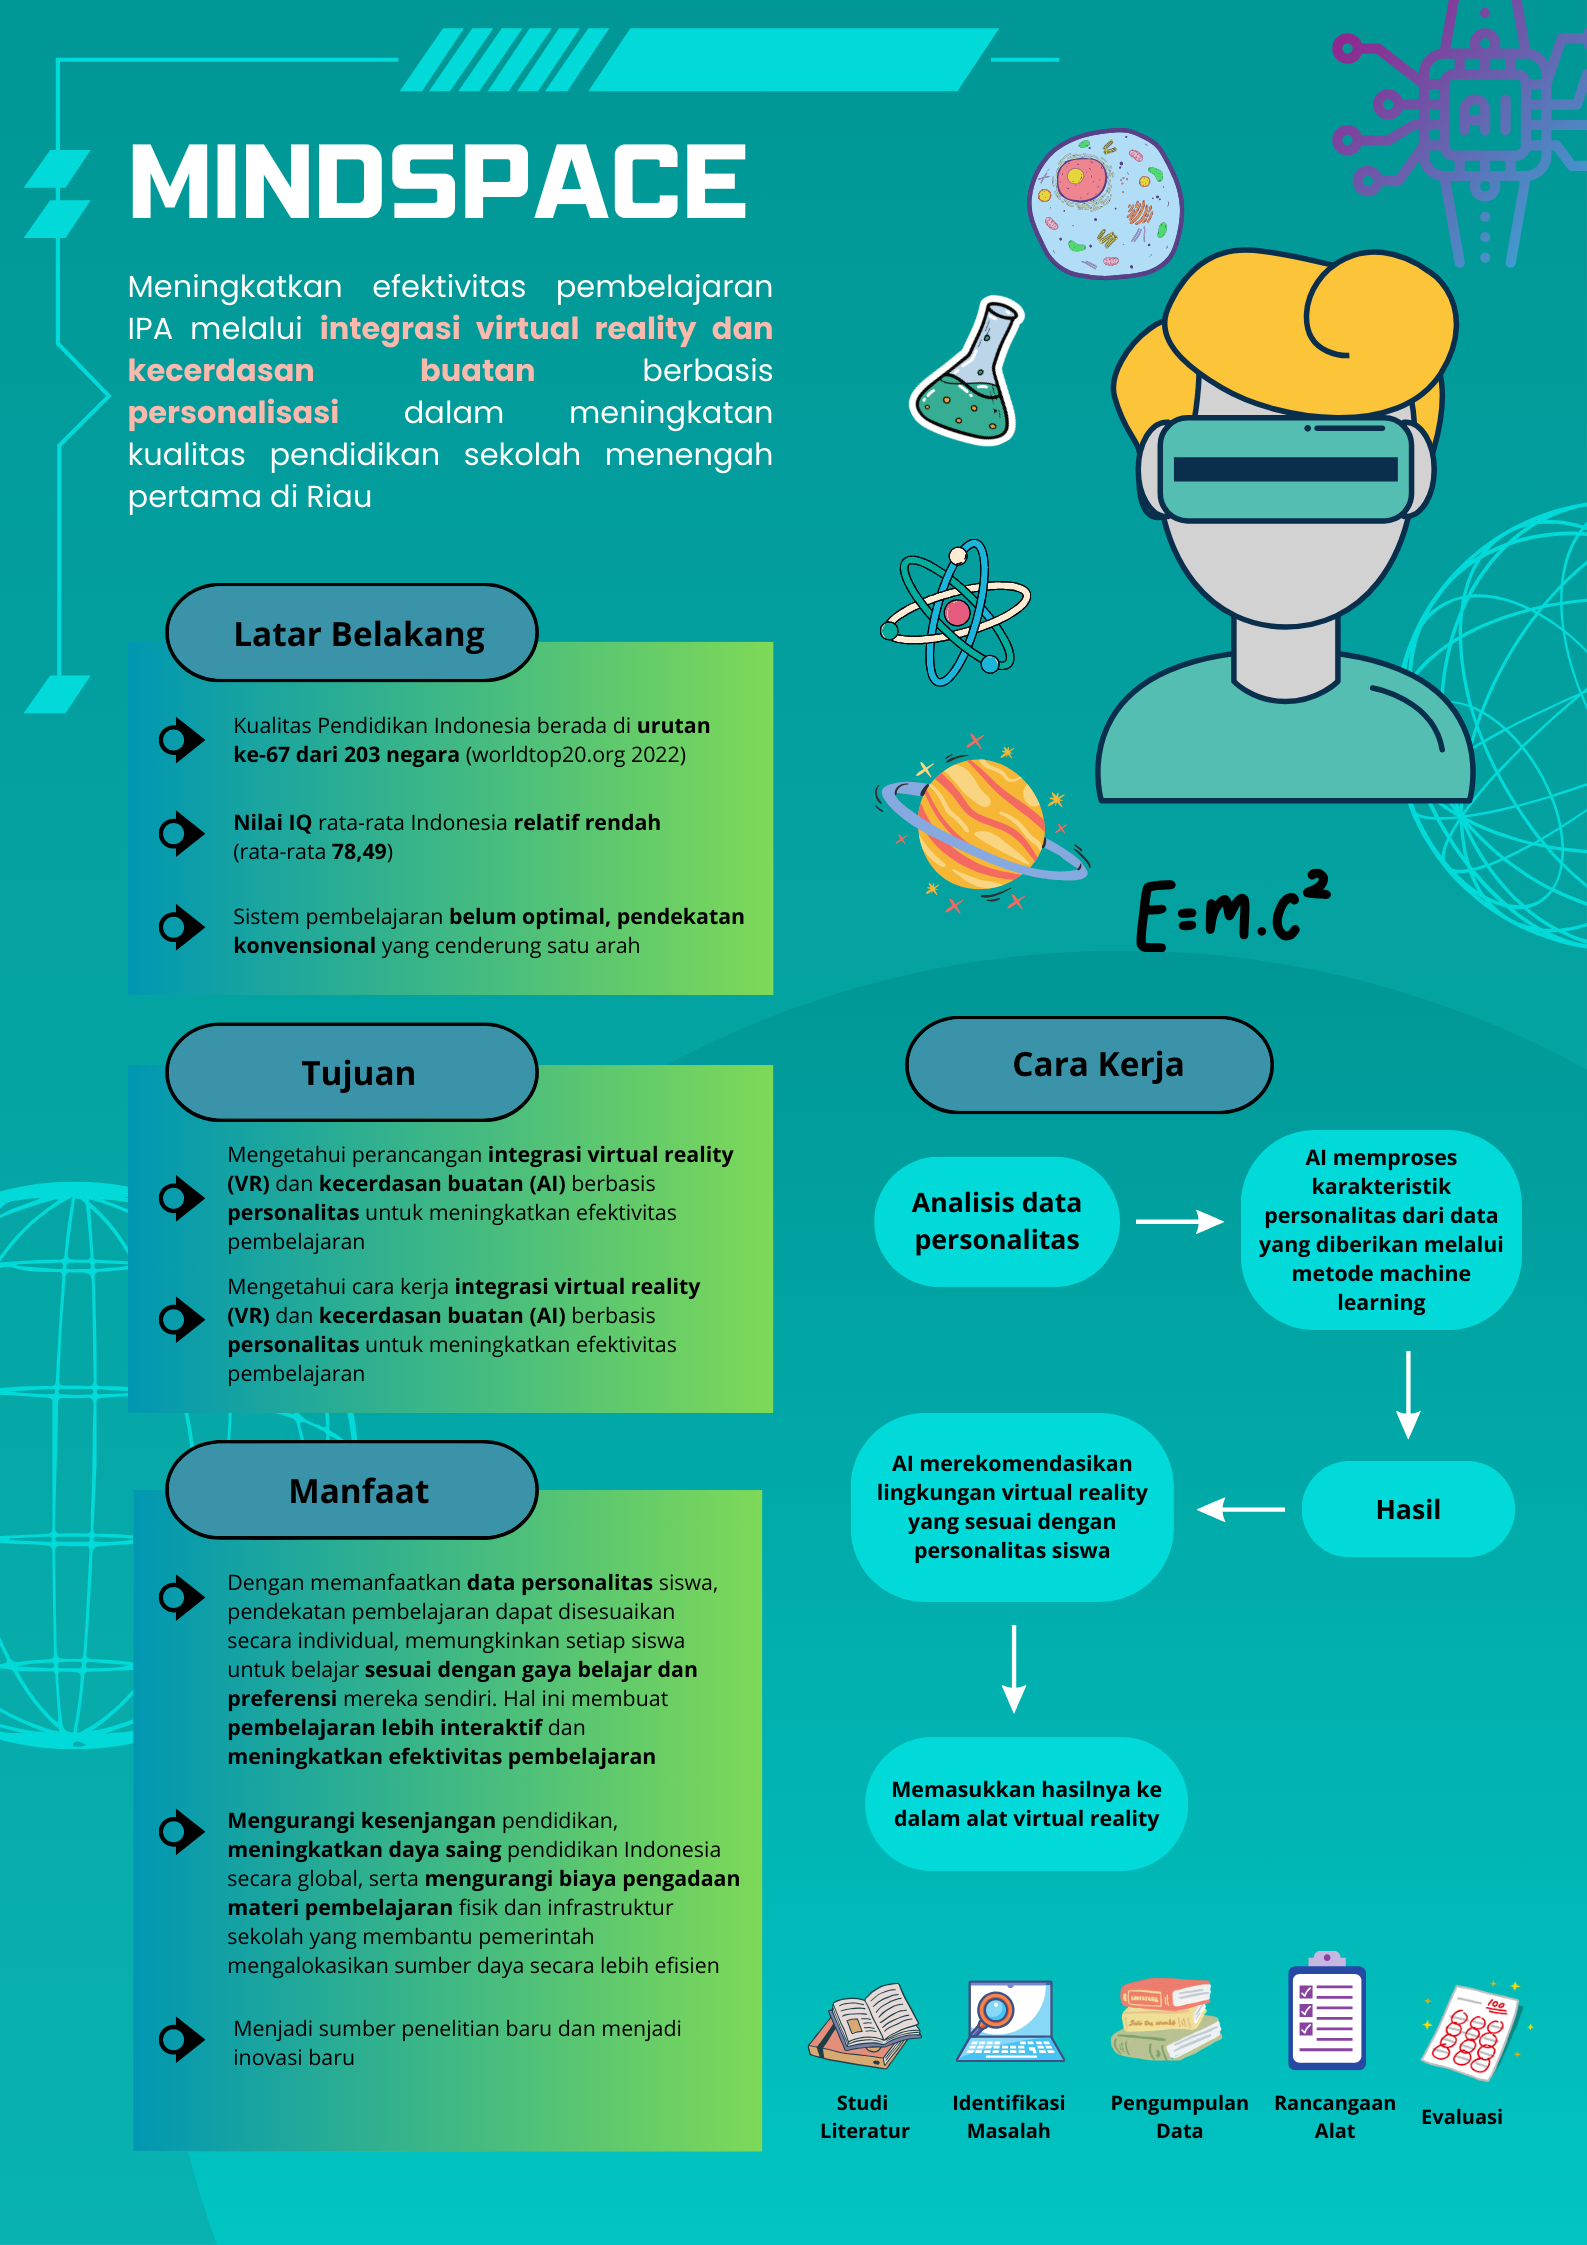 AI
MINDSPACE
Meningkatkan efektivitas pembelajaran
IPA melalui integrasi virtual reality dan
kecerdasan buatan berbasis
personalisasi dalam meningkatan
kualitas pendidikan sekolah menengah
pertama di Riau
Latar Belakang
Kualitas Pendidikan Indonesia berada di urutan
ke-67 dari 203 negara (worldtop20.org 2022)
Nilai IQ rata-rata Indonesia relatif rendah
(rata-rata 78,49)
Sistem pembelajaran belum optimal, pendekatan
konvensional yang cenderung satu arah
E=m.c²
Tujuan
Mengetahui perancangan integrasi virtual reality
(VR) dan kecerdasan buatan (AI) berbasis
personalitas untuk meningkatkan efektivitas
pembelajaran
Mengetahui cara kerja integrasi virtual reality
(VR) dan kecerdasan buatan (AI) berbasis
personalitas untuk meningkatkan efektivitas
pembelajaran
Manfaat
Dengan memanfaatkan data personalitas siswa,
pendekatan pembelajaran dapat disesuaikan
secara individual, memungkinkan setiap siswa
untuk belajar sesuai dengan gaya belajar dan
preferensi mereka sendiri. Hal ini membuat
pembelajaran lebih interaktif dan
meningkatkan efektivitas pembelajaran
Mengurangi kesenjangan pendidikan,
meningkatkan daya saing pendidikan Indonesia
secara global, serta mengurangi biaya pengadaan
materi pembelajaran fisik dan infrastruktur
sekolah yang membantu pemerintah
mengalokasikan sumber daya secara lebih efisien
Menjadi sumber penelitian baru dan menjadi
inovasi baru
Cara Kerja
Analisis data
personalitas
AI memproses
karakteristik
personalitas dari data
yang diberikan melalui
metode machine
learning
Hasil
AI merekomendasikan
lingkungan virtual reality
yang sesuai dengan
personalitas siswa
Memasukkan hasilnya ke
dalam alat virtual reality
100
Studi
Literatur
Identifikasi
Masalah
Pengumpulan
Data
Rancangaan
Alat
Evaluasi